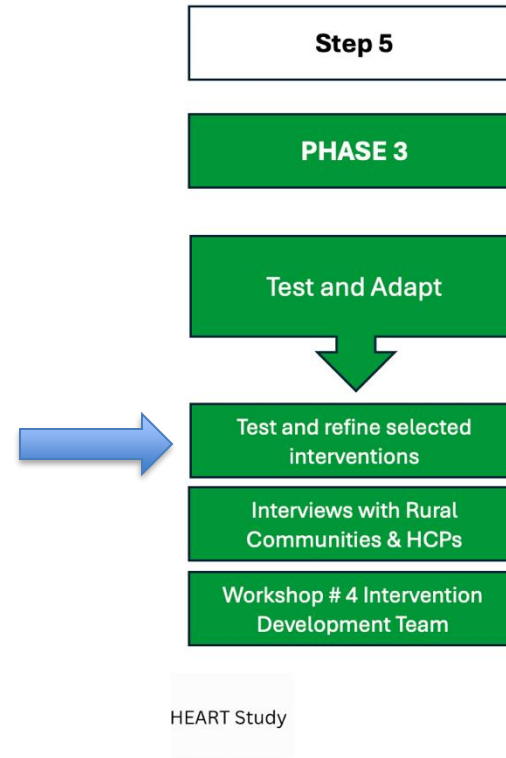 Step 5
PHASE 3
Test and Adapt
Test and refine selected
interventions
Interviews with Rural
Communities & HCPs
Workshop # 4 Intervention
Development Team
HEART Study